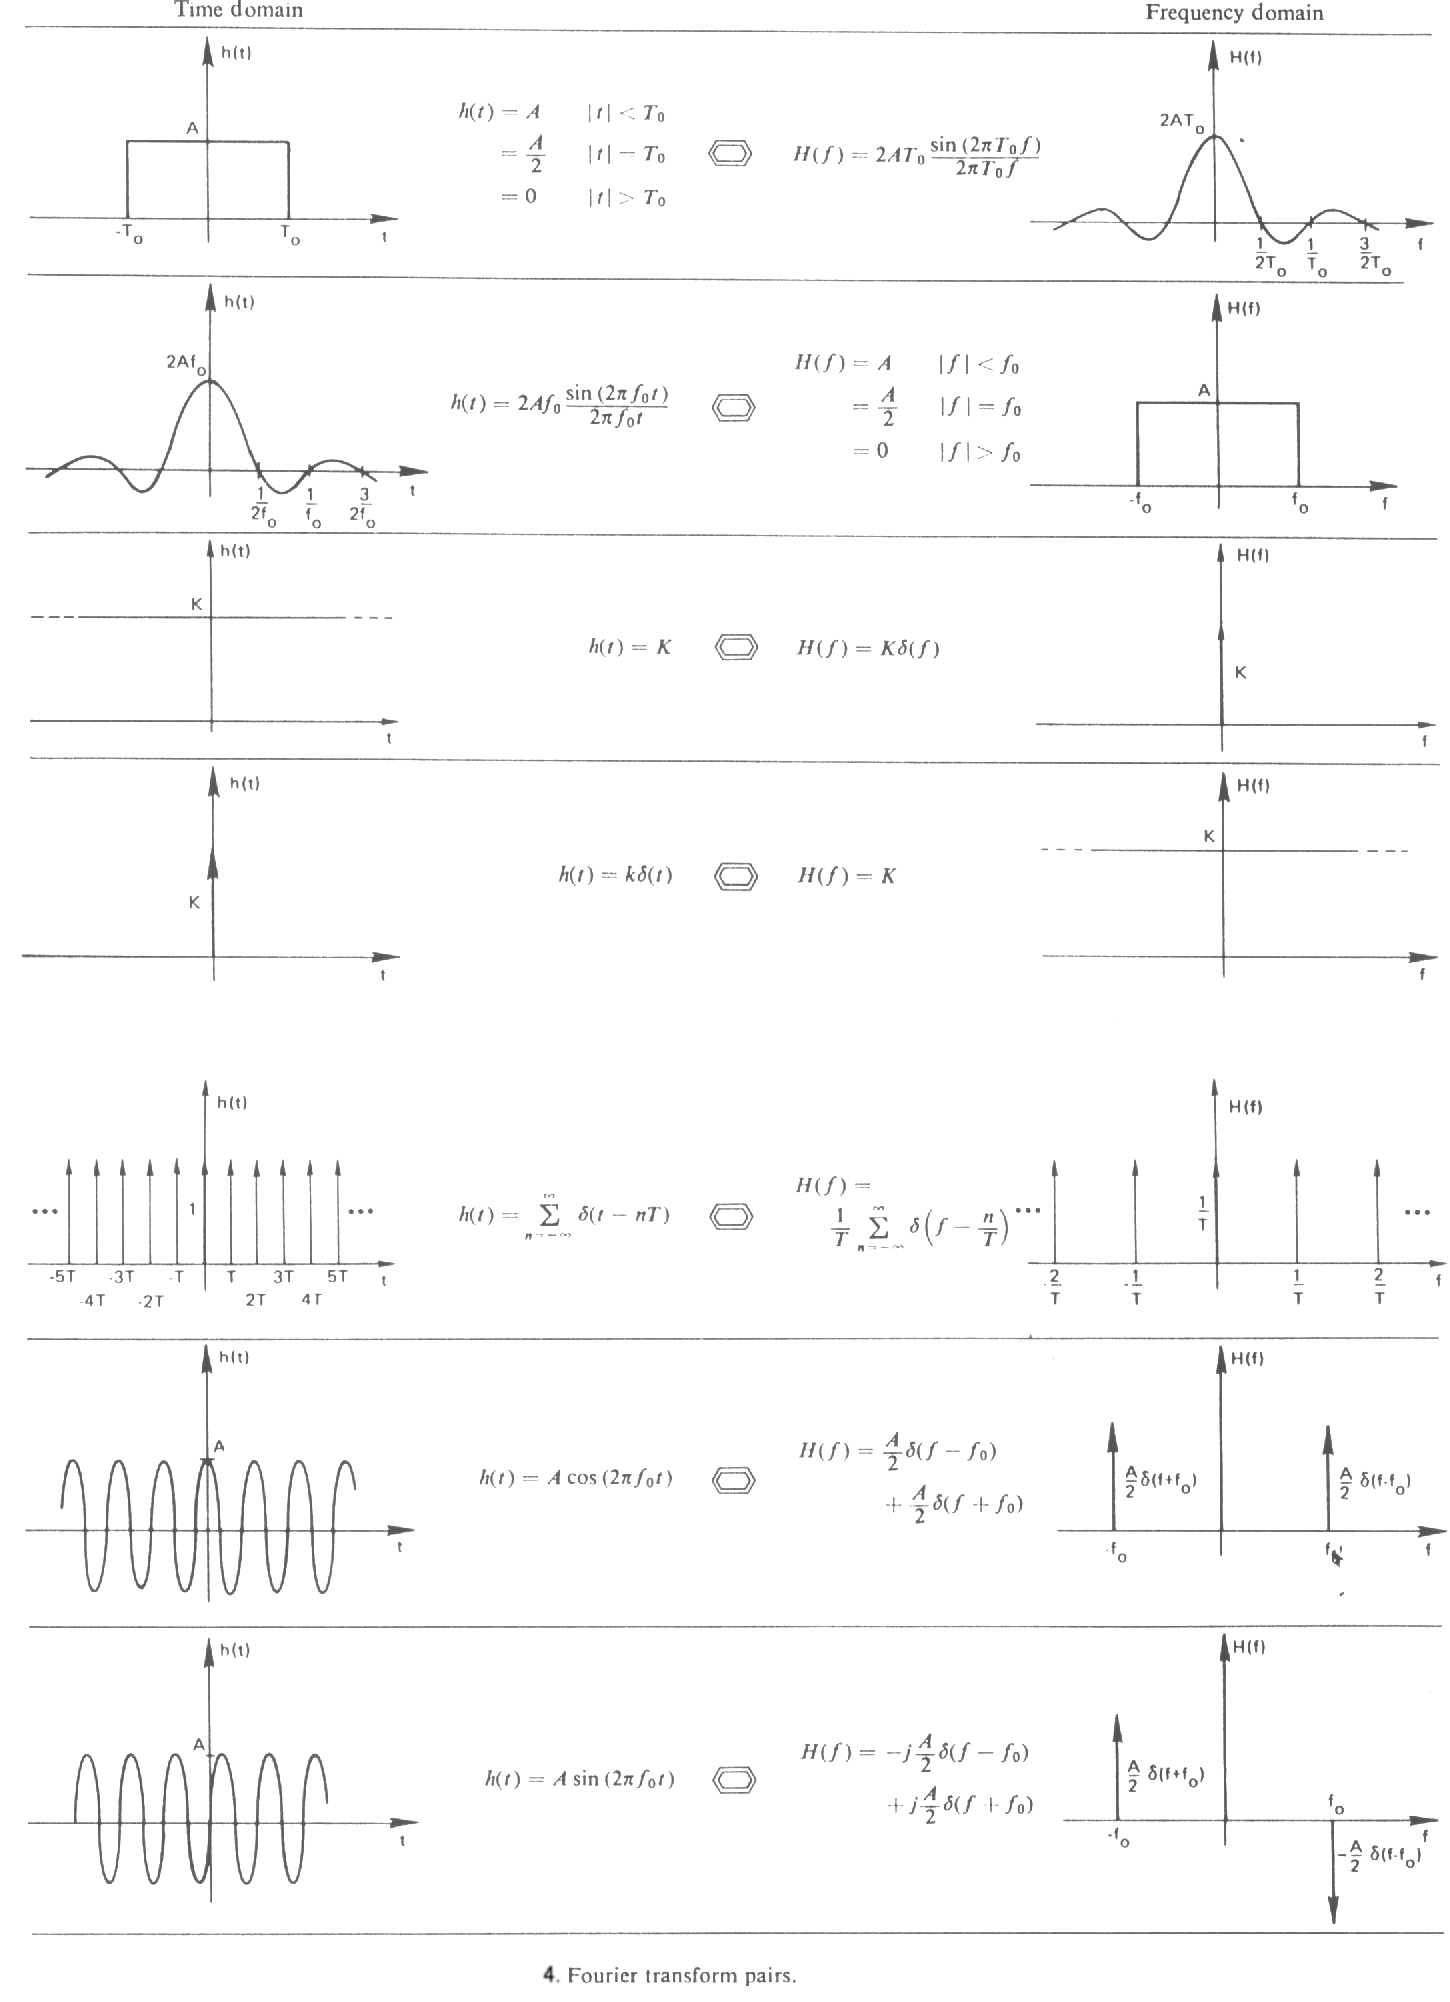 Time domain
Frequency domain
h(t)
A
-T₀
T₀
t
h(t) = A |t| < T₀
= A/2 |t| = T₀
= 0 |t| > T₀
H(f) = 2AT₀ sin (2πT₀f) / 2πT₀f
H(f)
2AT₀
1/2T₀
1/T₀
3/2T₀
f
h(t)
2Af₀
1/2f₀
1/f₀
3/2f₀
t
h(t) = 2Af₀ sin (2πf₀t) / 2πf₀t
H(f) = A |f| < f₀
= A/2 |f| = f₀
= 0 |f| > f₀
H(f)
A
-f₀
f₀
f
h(t)
K
t
h(t) = K
H(f) = Kδ(f)
H(f)
K
f
h(t)
K
t
h(t) = kδ(t)
H(f) = K
H(f)
K
f
h(t)
...
1
...
-5T -3T -T T 3T 5T t
-4T -2T 2T 4T
h(t) = ∑ₙ₌₋∞^∞ δ(t − nT)
H(f) =
1/T ∑ₙ₌₋∞^∞ δ(f − n/T)
H(f)
...
1/T
...
-2/T -1/T 1/T 2/T f
h(t)
A
t
h(t) = A cos (2πf₀t)
H(f) = A/2 δ(f − f₀)
+ A/2 δ(f + f₀)
H(f)
A/2 δ(f+f₀)
A/2 δ(f-f₀)
-f₀
f₀
f
h(t)
A
t
h(t) = A sin (2πf₀t)
H(f) = −j A/2 δ(f − f₀)
+ j A/2 δ(f + f₀)
H(f)
A/2 δ(f+f₀)
f₀
-f₀
f
-A/2 δ(f-f₀)
4. Fourier transform pairs.